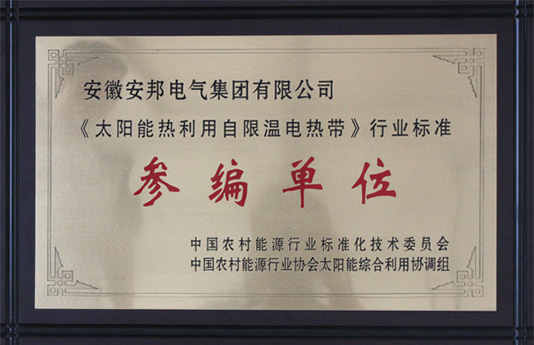 安徽安邦电气集团有限公司
《太阳能热利用自限温电热带》行业标准
参编单位
中国农村能源行业标准化技术委员会
中国农村能源行业协会太阳能综合利用协调组